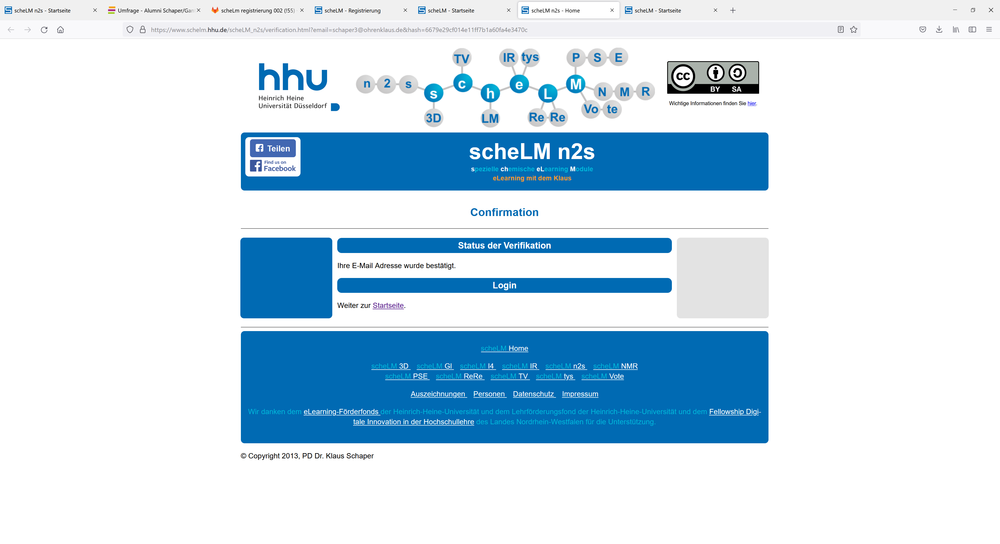 scheLM n2s - Startseite
Umfrage - Alumni Schaper/Gan
scheLm registrierung 002 (!55)
scheLM - Registrierung
scheLM - Startseite
scheLM n2s - Home
scheLM - Startseite
https://www.schelm.hhu.de/scheLM_n2s/verification.html?email=schaper3@ohrenklaus.de&hash=6679e29cf014e11ff7b1a60fa4e3470c
hhu
Heinrich Heine
Universität Düsseldorf
TV IR tys P S E
n 2 s s c h e L M N M R
3D LM Re Re Vo te
cc
BY SA
Wichtige Informationen finden Sie hier.
Teilen
Find us on
Facebook
scheLM n2s
spezielle chemische eLearning Module
eLearning mit dem Klaus
Confirmation
Status der Verifikation
Ihre E-Mail Adresse wurde bestätigt.
Login
Weiter zur Startseite.
scheLM Home
scheLM 3D scheLM Gl scheLM I4 scheLM IR scheLM n2s scheLM NMR
scheLM PSE scheLM ReRe scheLM TV scheLM tys scheLM Vote
Auszeichnungen Personen Datenschutz Impressum
Wir danken dem eLearning-Förderfonds der Heinrich-Heine-Universität und dem Lehrförderungsfond der Heinrich-Heine-Universität und dem Fellowship Digi-
tale Innovation in der Hochschullehre des Landes Nordrhein-Westfalen für die Unterstützung.
© Copyright 2013, PD Dr. Klaus Schaper